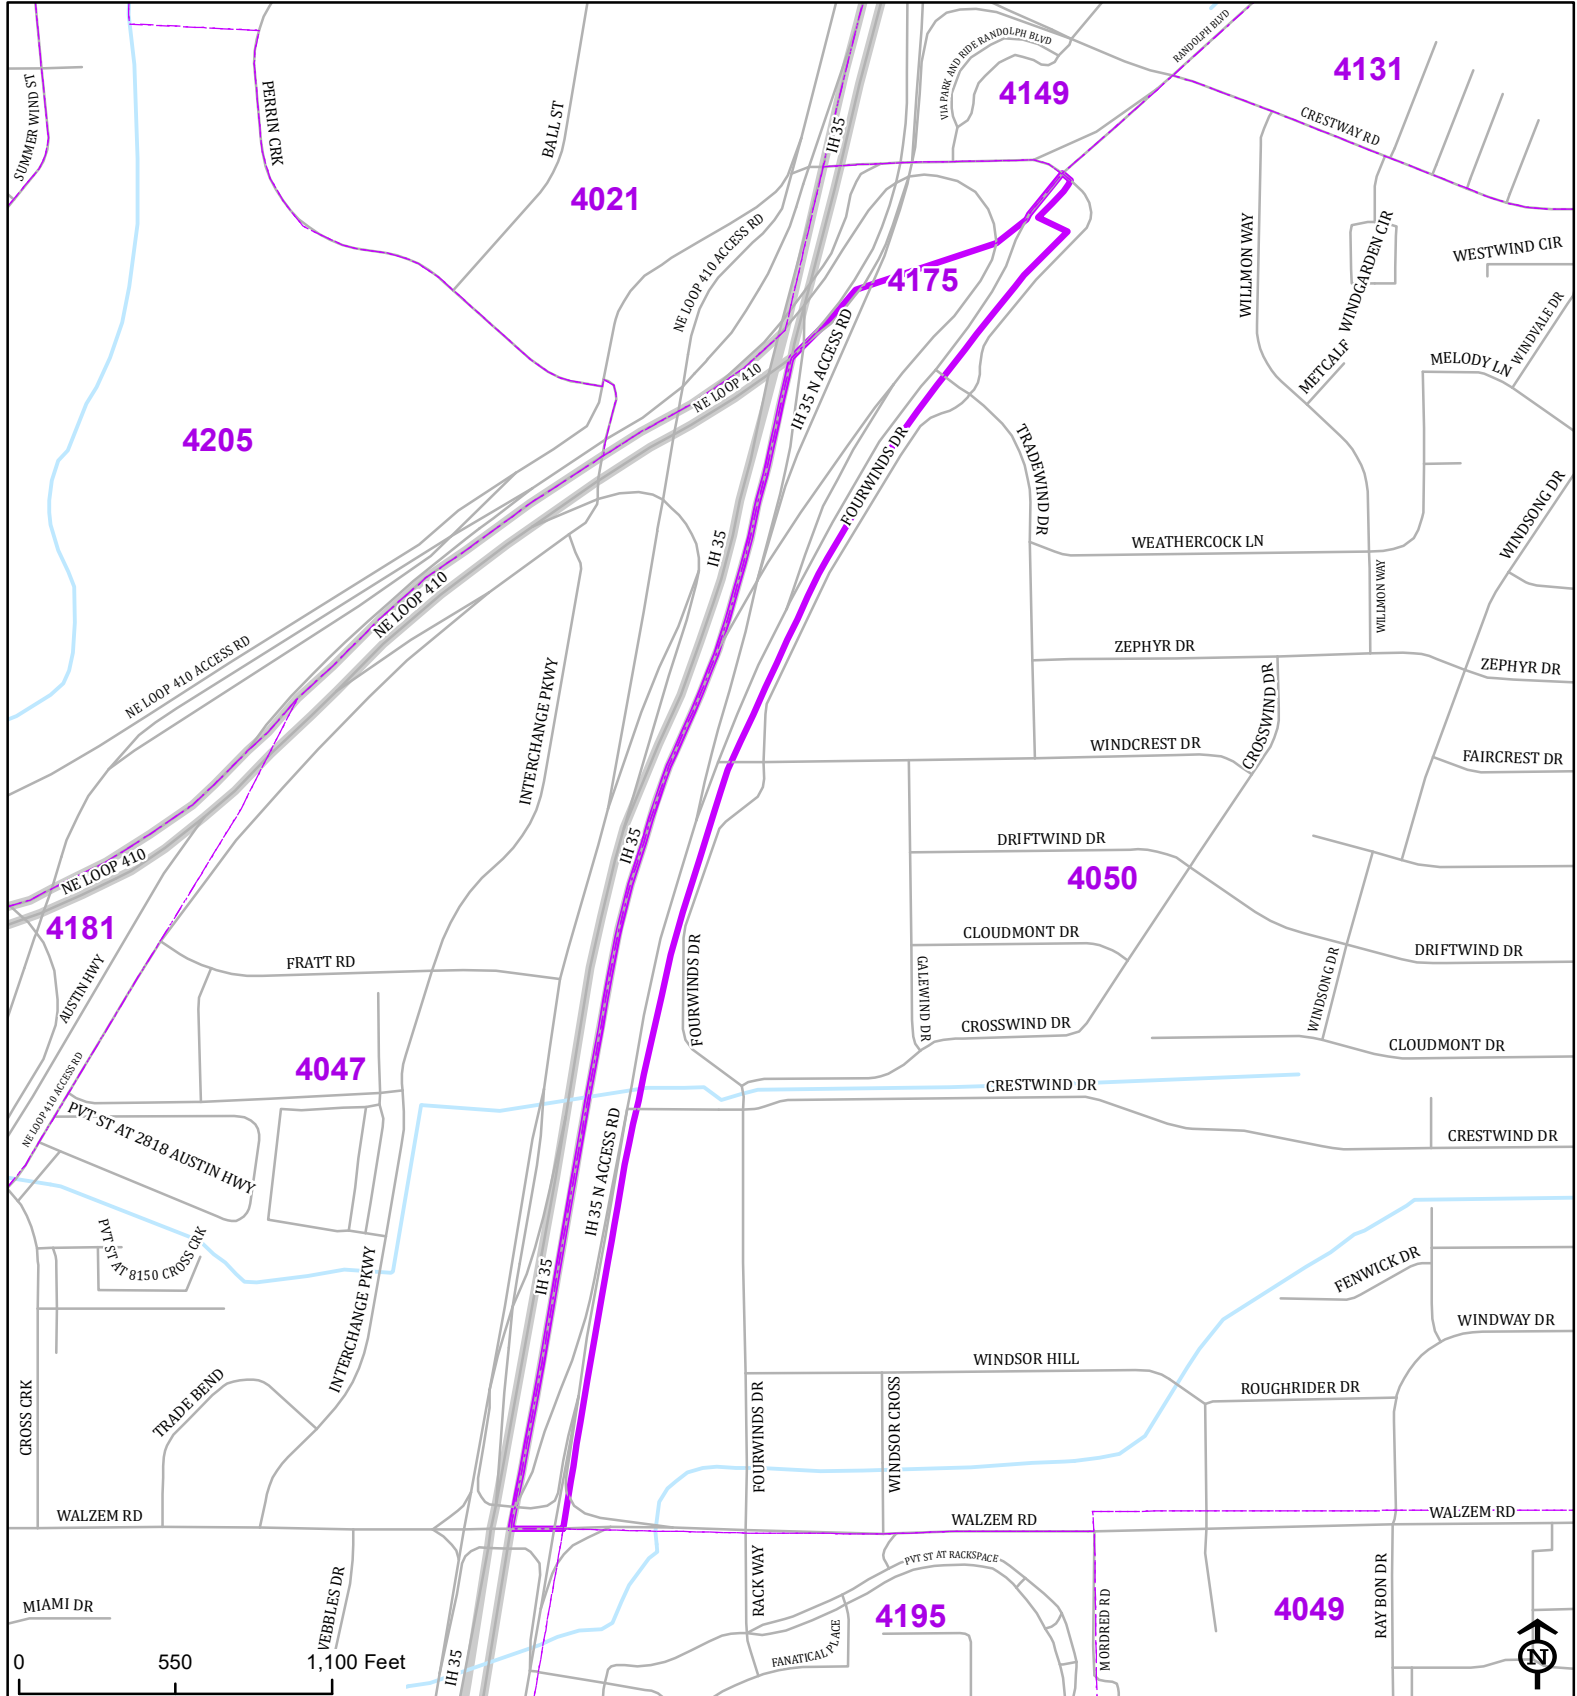 RANDOLPH BLVD
VIA PARK AND RIDE RANDOLPH BLVD
4131
4149
SUMMER WIND ST
PERRIN CRK
BALL ST
IH 35
CRESTWAY RD
4021
NE LOOP 410 ACCESS RD
WILLMON WAY
WINDGARDEN CIR
WESTWIND CIR
4175
WINDVALE DR
IH 35 N ACCESS RD
METCALF
MELODY LN
NE LOOP 410
4205
FOURWINDS DR
TRADEWIND DR
WINDSONG DR
IH 35
WEATHERCOCK LN
NE LOOP 410
WILLMON WAY
NE LOOP 410 ACCESS RD
ZEPHYR DR
ZEPHYR DR
INTERCHANGE PKWY
CROSSWIND DR
WINDCREST DR
FAIRCREST DR
IH 35
DRIFTWIND DR
NE LOOP 410
4050
4181
CLOUDMONT DR
DRIFTWIND DR
FRATT RD
AUSTIN HWY
FOURWINDS DR
GALEWIND DR
WINDSONG DR
CROSSWIND DR
CLOUDMONT DR
4047
NE LOOP 410 ACCESS RD
CRESTWIND DR
PVT ST AT 2818 AUSTIN HWY
CRESTWIND DR
IH 35 N ACCESS RD
PVT ST AT 8150 CROSS CRK
IH 35
FENWICK DR
INTERCHANGE PKWY
WINDWAY DR
WINDSOR HILL
ROUGHRIDER DR
TRADE BEND
CROSS CRK
FOURWINDS DR
WINDSOR CROSS
WALZEM RD
WALZEM RD
WALZEM RD
PVT ST AT RACKSPACE
RACK WAY
MIAMI DR
VEBBLES DR
4195
MORDRED RD
4049
RAY BON DR
FANATICAL PLACE
IH 35
0 550 1,100 Feet
N